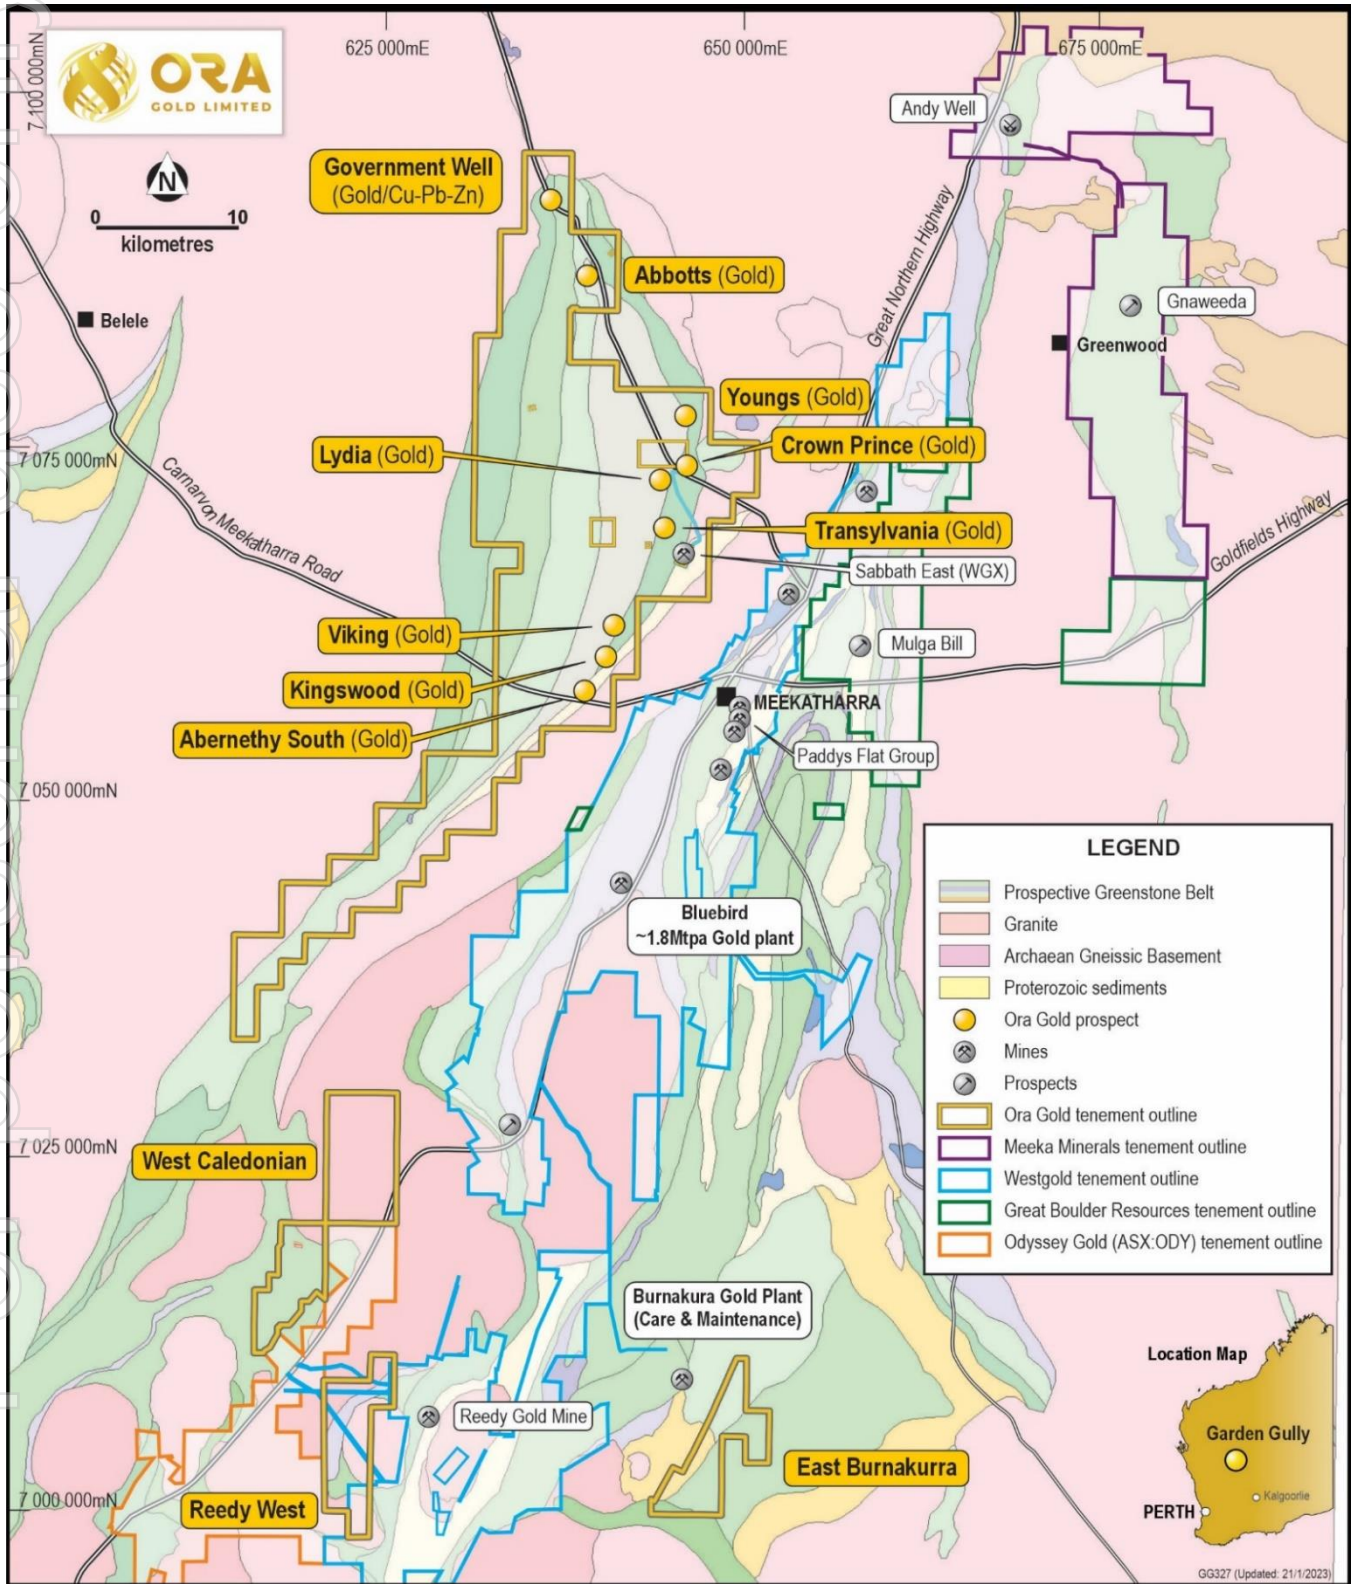 625 000mE
650 000mE
675 000mE
7 100 000mN
ORA
GOLD LIMITED
Andy Well
Government Well
(Gold/Cu-Pb-Zn)
N
0 10
kilometres
Great Northern Highway
Abbotts (Gold)
Gnaweeda
Belele
Greenwood
Youngs (Gold)
Crown Prince (Gold)
Lydia (Gold)
7 075 000mN
Carnarvon Meekatharra Road
Goldfields Highway
Transylvania (Gold)
Sabbath East (WGX)
Viking (Gold)
Mulga Bill
Kingswood (Gold)
MEEKATHARRA
Abernethy South (Gold)
Paddys Flat Group
7 050 000mN
LEGEND
Prospective Greenstone Belt
Granite
Archaean Gneissic Basement
Proterozoic sediments
Ora Gold prospect
Mines
Prospects
Ora Gold tenement outline
Meeka Minerals tenement outline
Westgold tenement outline
Great Boulder Resources tenement outline
Odyssey Gold (ASX:ODY) tenement outline
Bluebird
~1.8Mtpa Gold plant
7 025 000mN
West Caledonian
Burnakura Gold Plant
(Care & Maintenance)
Reedy Gold Mine
East Burnakurra
7 000 000mN
Reedy West
Location Map
Garden Gully
Kalgoorlie
PERTH
GG327 (Updated: 21/1/2023)